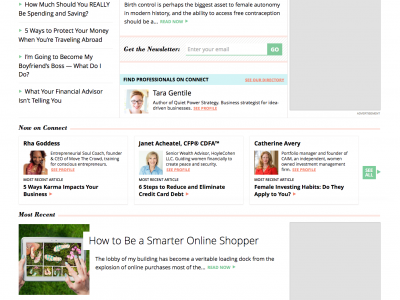 How Much Should You REALLY
Be Spending and Saving?
5 Ways to Protect Your Money
When You're Traveling Abroad
I'm Going to Become My
Boyfriend's Boss — What Do I
Do?
What Your Financial Advisor
Isn't Telling You
Birth control is perhaps the biggest asset to female autonomy
in modern history, and the ability to access free contraception
should be a... READ NOW
Get the Newsletter:
Enter your email
GO
FIND PROFESSIONALS ON CONNECT
SEE OUR DIRECTORY
Tara Gentile
Author of Quiet Power Strategy. Business strategist for idea-
driven businesses. SEE PROFILE
ADVERTISEMENT
Now on Connect
Rha Goddess
Entrepreneurial Soul Coach, founder
& CEO of Move The Crowd, training
for conscious entrepreneurs.
SEE PROFILE
MOST RECENT ARTICLE
5 Ways Karma Impacts Your
Business
Janet Acheatel, CFP® CDFA™
Senior Wealth Advisor, HoyleCohen
LLC. Guiding women financially to
create peace and security.
SEE PROFILE
MOST RECENT ARTICLE
6 Steps to Reduce and Eliminate
Credit Card Debt
Catherine Avery
Portfolio manager and founder of
CAIM, an independent, women
owned investment management
firm. SEE PROFILE
MOST RECENT ARTICLE
Female Investing Habits: Do They
Apply to You?
SEE
ALL
Most Recent
How to Be a Smarter Online Shopper
The lobby of my building has become a veritable loading dock from the
explosion of online purchases most of the... READ NOW